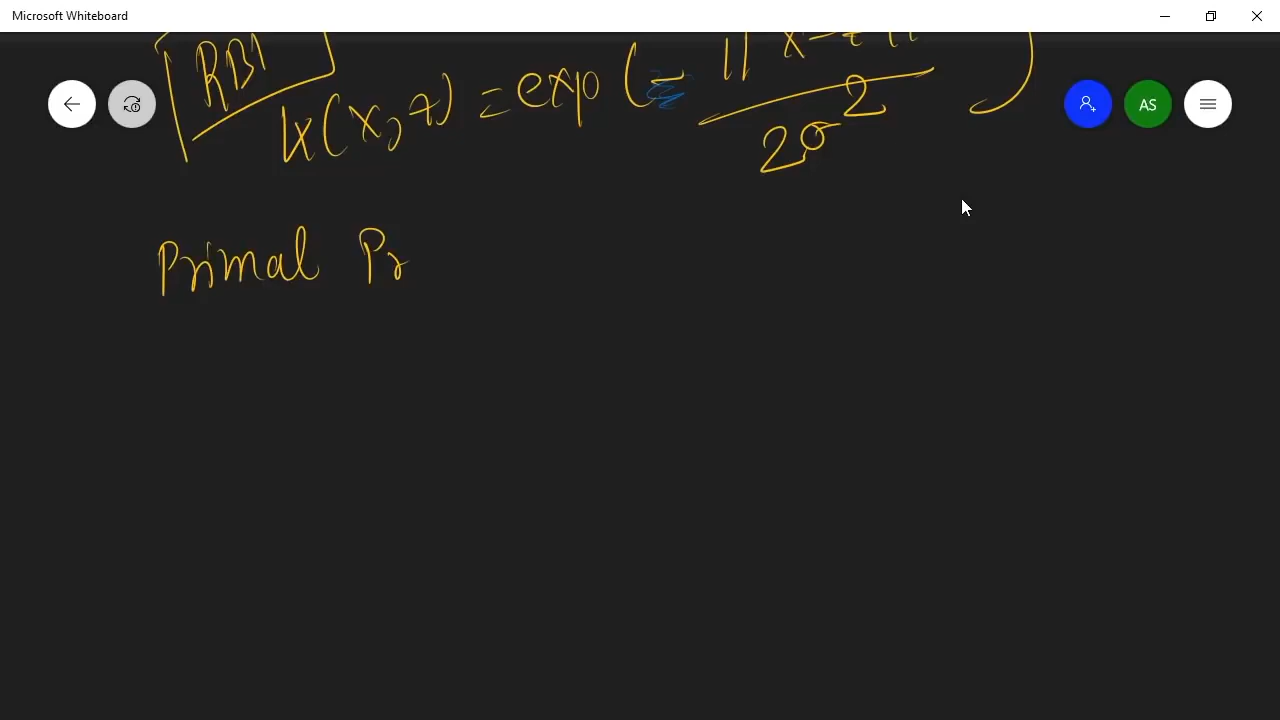 Microsoft Whiteboard
RBF
AS
K(x, z) = exp (- || x - z ||
2σ²
Primal Pr